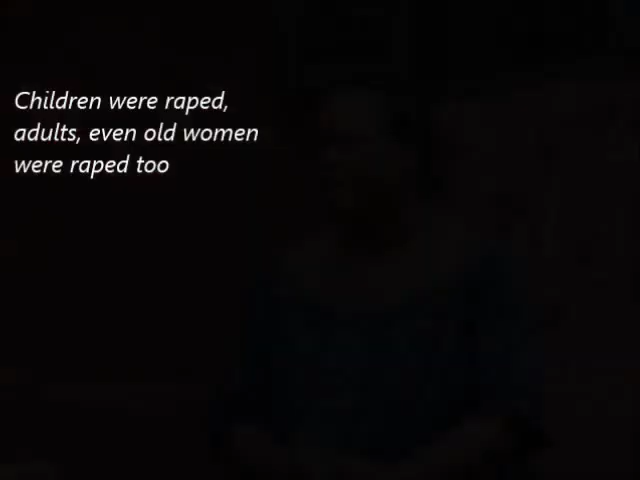 Children were raped,
adults, even old women
were raped too